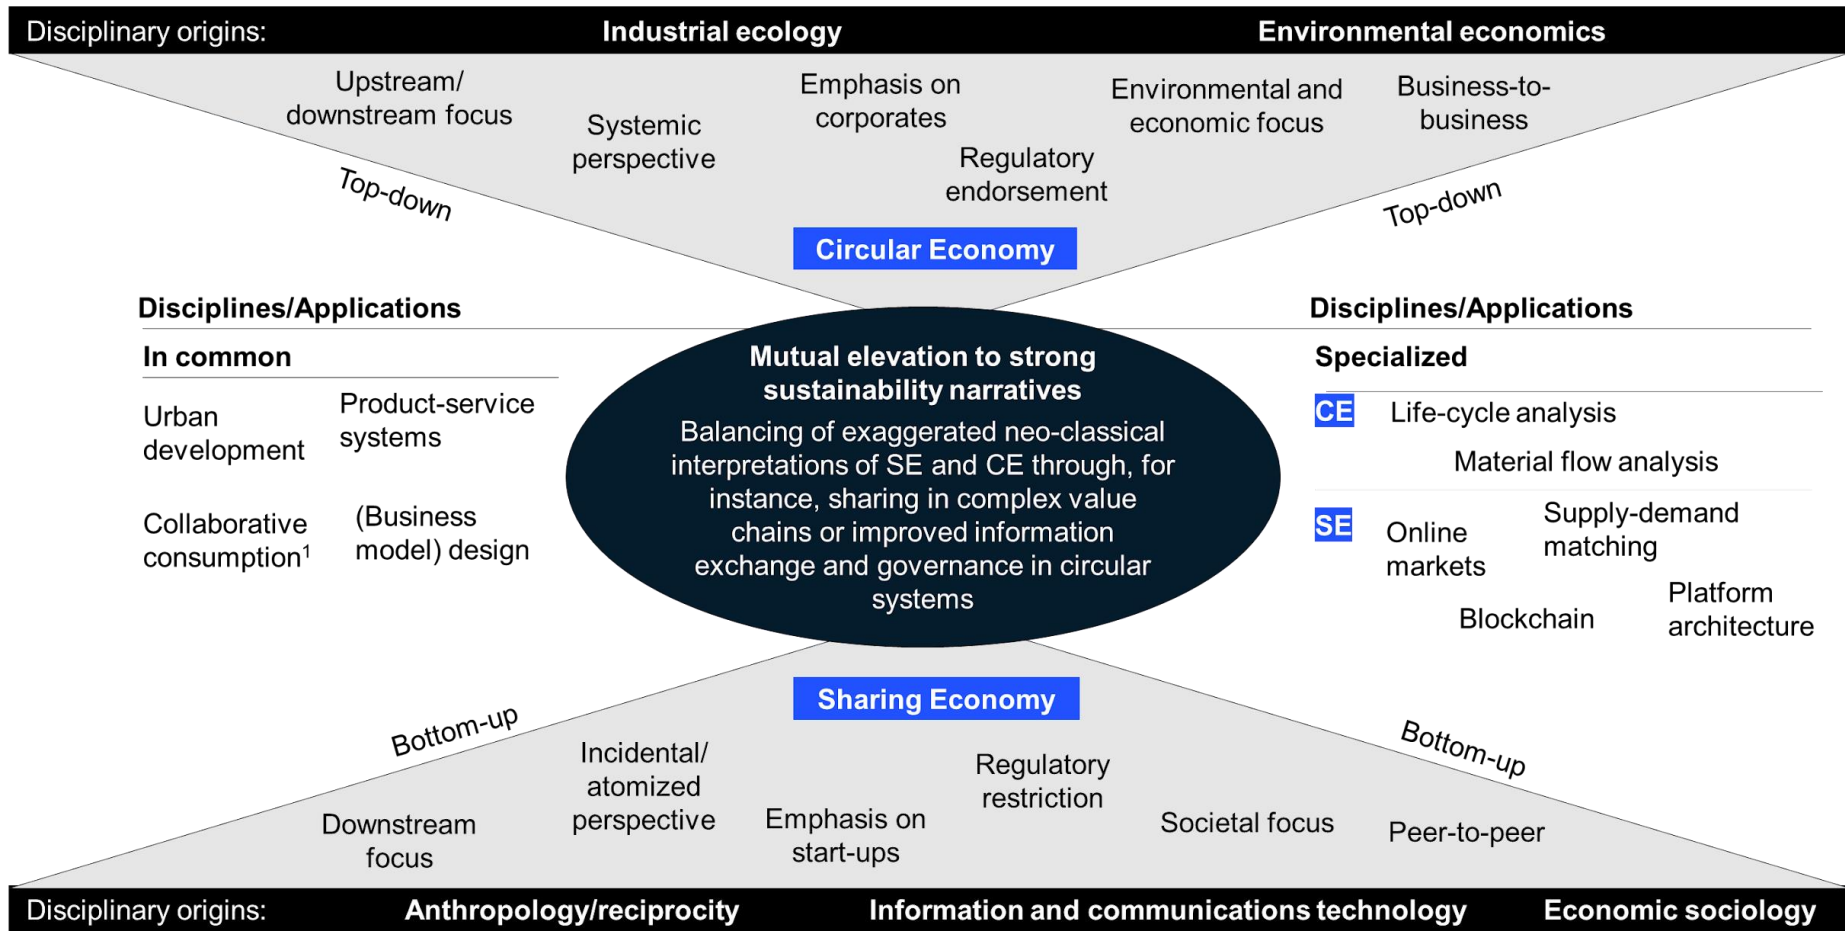 Disciplinary origins: Industrial ecology Environmental economics
Upstream/
downstream focus
Systemic
perspective
Emphasis on
corporates
Regulatory
endorsement
Environmental and
economic focus
Business-to-
business
Top-down
Top-down
Circular Economy
Disciplines/Applications
In common
Urban
development
Product-service
systems
Collaborative
consumption¹
(Business
model) design
Mutual elevation to strong
sustainability narratives
Balancing of exaggerated neo-classical
interpretations of SE and CE through, for
instance, sharing in complex value
chains or improved information
exchange and governance in circular
systems
Disciplines/Applications
Specialized
CE Life-cycle analysis
Material flow analysis
SE Online
markets
Supply-demand
matching
Blockchain
Platform
architecture
Sharing Economy
Bottom-up
Bottom-up
Downstream
focus
Incidental/
atomized
perspective
Emphasis on
start-ups
Regulatory
restriction
Societal focus
Peer-to-peer
Disciplinary origins: Anthropology/reciprocity Information and communications technology Economic sociology